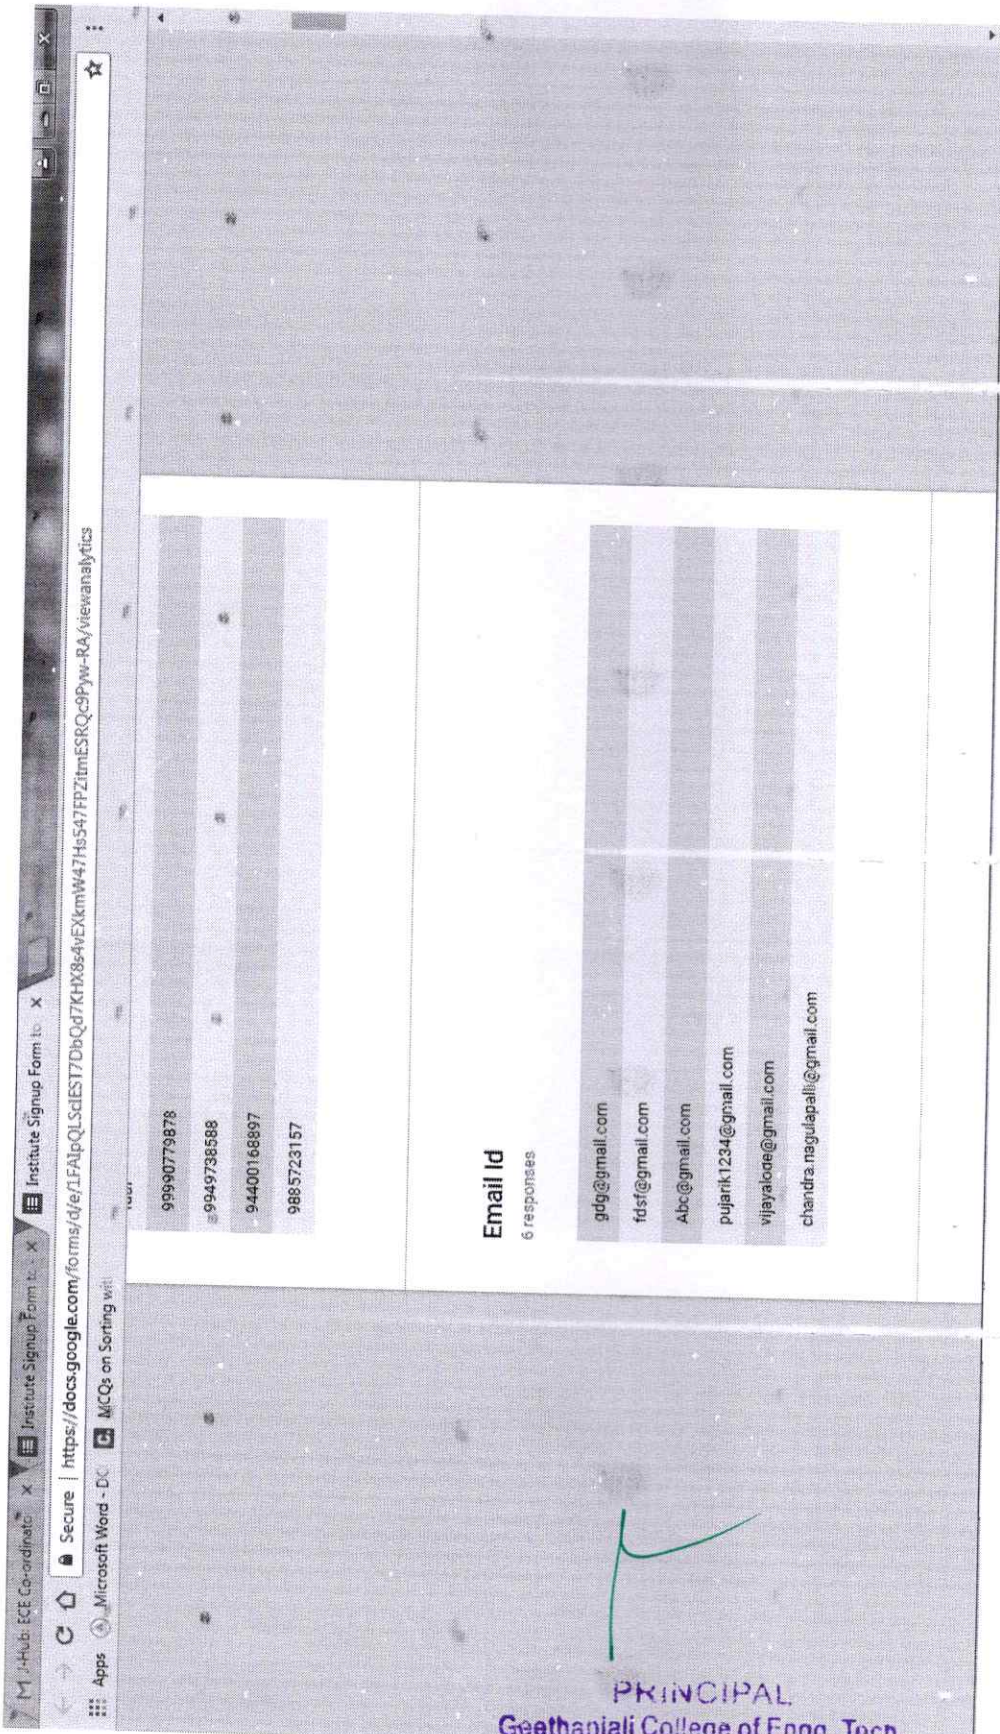 J-Hub: ECE Co-ordinato
Institute Signup Form to
Institute Signup Form to
Secure | https://docs.google.com/forms/d/e/1FAIpQLSclEST7DbQd7KHX8s4vEXkmW47Hs547FPZitmESRQc9Pyw-RA/viewanalytics
Apps
Microsoft Word - DC
MCQs on Sorting wit
99990779878
9949738588
94400168897
9885723157
Email Id
6 responses
gdg@gmail.com
fdsf@gmail.com
Abc@gmail.com
pujarik1234@gmail.com
vijayalode@gmail.com
chandra.nagulapalli@gmail.com
PRINCIPAL
Geethanjali College of Engg. Tech